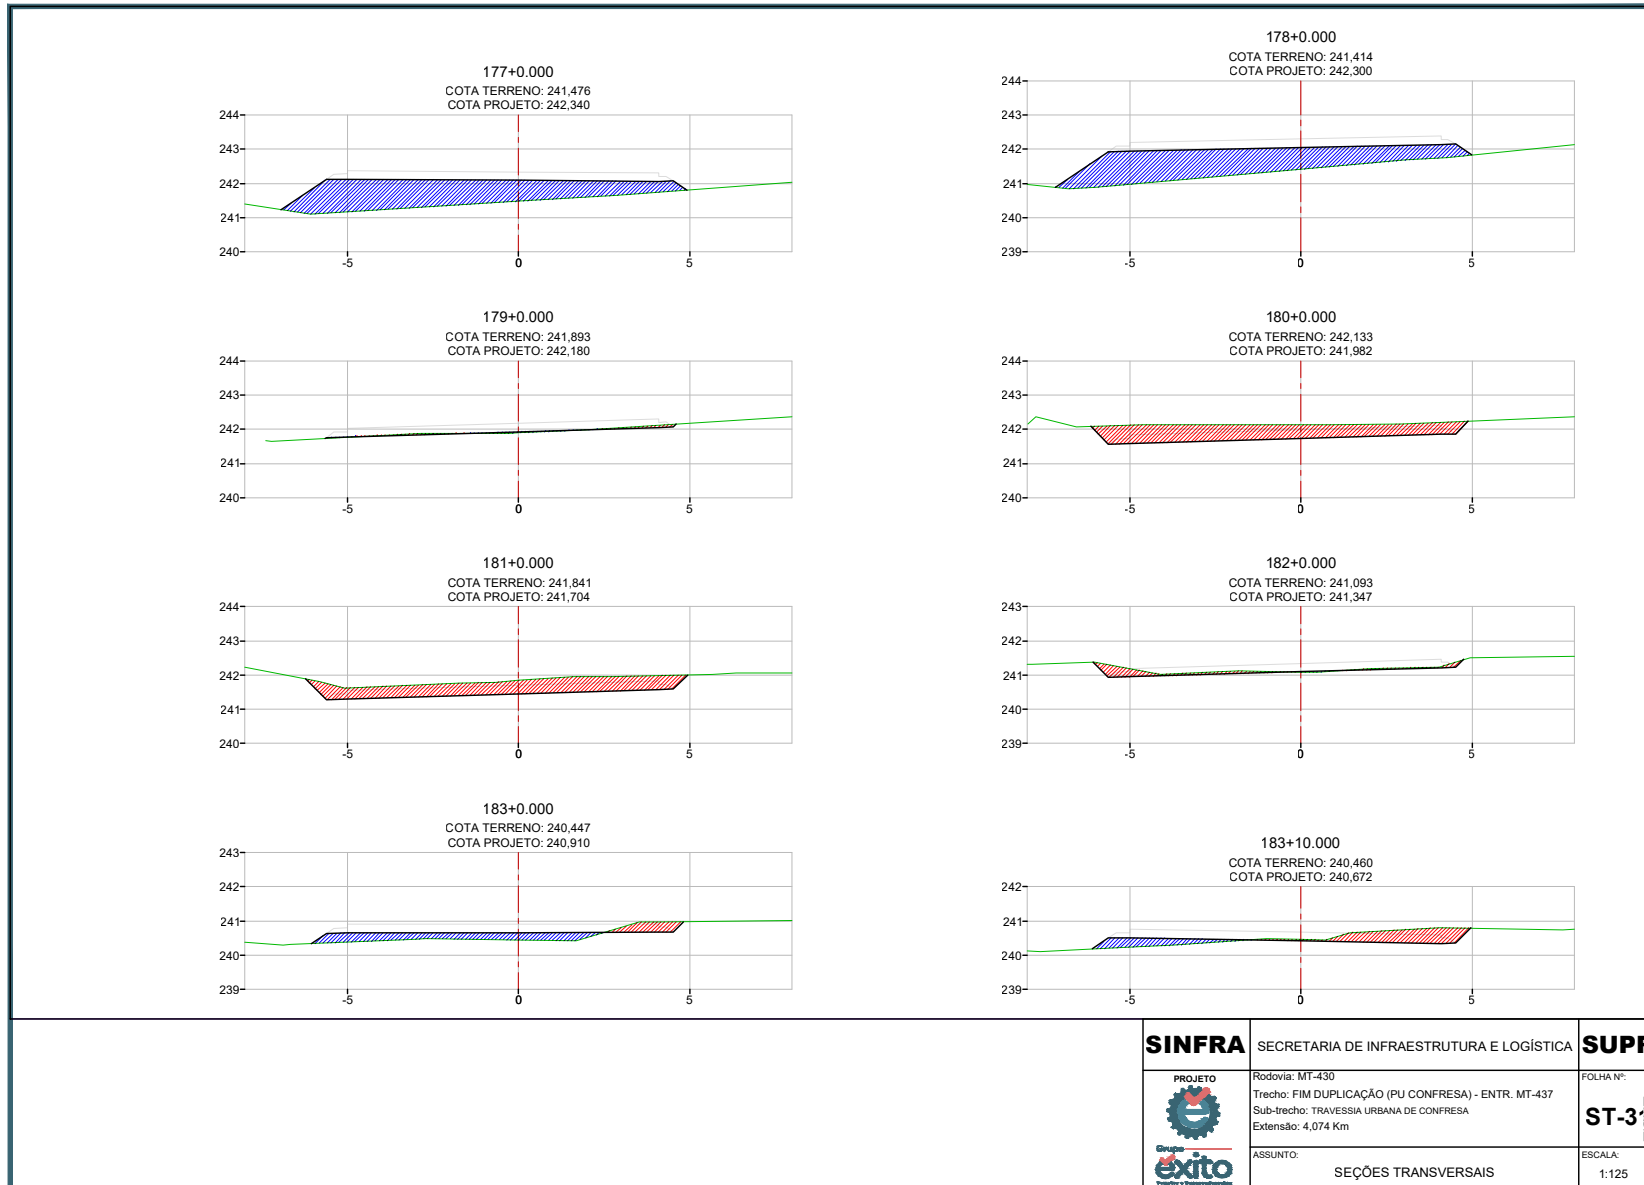 177+0.000
COTA TERRENO: 241,476
COTA PROJETO: 242,340
244
243
242
241
240
-5
0
5
178+0.000
COTA TERRENO: 241,414
COTA PROJETO: 242,300
244
243
242
241
240
239
-5
0
5
179+0.000
COTA TERRENO: 241,893
COTA PROJETO: 242,180
244
243
242
241
240
-5
0
5
180+0.000
COTA TERRENO: 242,133
COTA PROJETO: 241,982
244
243
242
241
240
-5
0
5
181+0.000
COTA TERRENO: 241,841
COTA PROJETO: 241,704
244
243
242
241
240
-5
0
5
182+0.000
COTA TERRENO: 241,093
COTA PROJETO: 241,347
243
242
241
240
239
-5
0
5
183+0.000
COTA TERRENO: 240,447
COTA PROJETO: 240,910
243
242
241
240
239
-5
0
5
183+10.000
COTA TERRENO: 240,460
COTA PROJETO: 240,672
242
241
240
239
-5
0
5
SINFRA
SECRETARIA DE INFRAESTRUTURA E LOGÍSTICA
PROJETO
Grupo
êxito
Rodovia: MT-430
Trecho: FIM DUPLICAÇÃO (PU CONFRESA) - ENTR. MT-437
Sub-trecho: TRAVESSIA URBANA DE CONFRESA
Extensão: 4,074 Km
ASSUNTO:
SEÇÕES TRANSVERSAIS
FOLHA Nº:
ST-31
ESCALA:
1:125